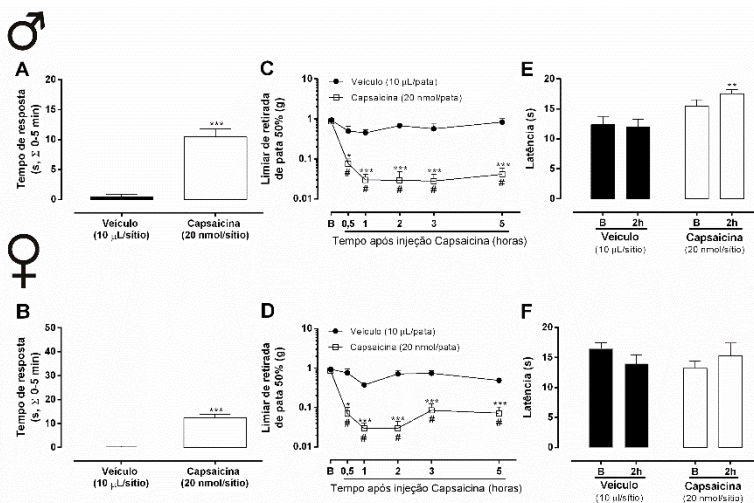 A
Tempo de resposta
(s, Σ 0-5 min)
20
15
10
5
0
***
Veículo
(10 µL/sítio)
Capsaicina
(20 nmol/sítio)
C
Limiar de retirada
de pata 50% (g)
10
1
0.1
0.01
Veículo (10 µL/pata)
Capsaicina (20 nmol/pata)
* *** *** *** ***
# # # # #
B 0,5 1 2 3 5
Tempo após injeção Capsaicina (horas)
E
Latência (s)
20
15
10
5
0
**
B 2h B 2h
Veículo
(10 µL/sítio)
Capsaicina
(20 nmol/sítio)
B
Tempo de resposta
(s, Σ 0-5 min)
50
40
30
20
10
0
***
Veículo
(10 µL/sítio)
Capsaicina
(20 nmol/sítio)
D
Limiar de retirada
de pata 50% (g)
10
1
0.1
0.01
Veículo (10 µL/pata)
Capsaicina (20 nmol/pata)
* *** *** *** ***
# # # # #
B 0,5 1 2 3 5
Tempo após injeção Capsaicina (horas)
F
Latência (s)
20
15
10
5
0
B 2h B 2h
Veículo
(10 µl/sítio)
Capsaicina
(20 nmol/sítio)